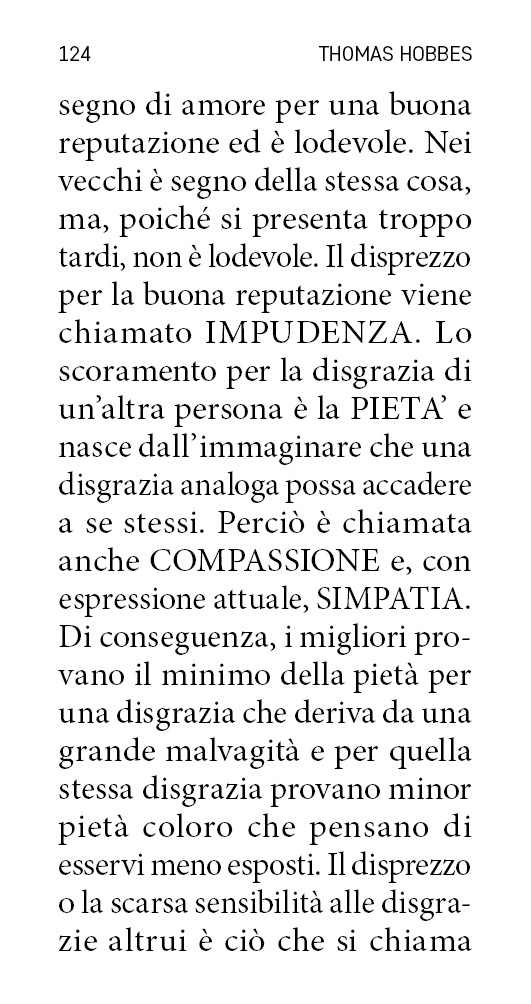 124 THOMAS HOBBES
segno di amore per una buona
reputazione ed è lodevole. Nei
vecchi è segno della stessa cosa,
ma, poiché si presenta troppo
tardi, non è lodevole. Il disprezzo
per la buona reputazione viene
chiamato IMPUDENZA. Lo
scoramento per la disgrazia di
un’altra persona è la PIETA’ e
nasce dall’immaginare che una
disgrazia analoga possa accadere
a se stessi. Perciò è chiamata
anche COMPASSIONE e, con
espressione attuale, SIMPATIA.
Di conseguenza, i migliori pro-
vano il minimo della pietà per
una disgrazia che deriva da una
grande malvagità e per quella
stessa disgrazia provano minor
pietà coloro che pensano di
esservi meno esposti. Il disprezzo
o la scarsa sensibilità alle disgra-
zie altrui è ciò che si chiama